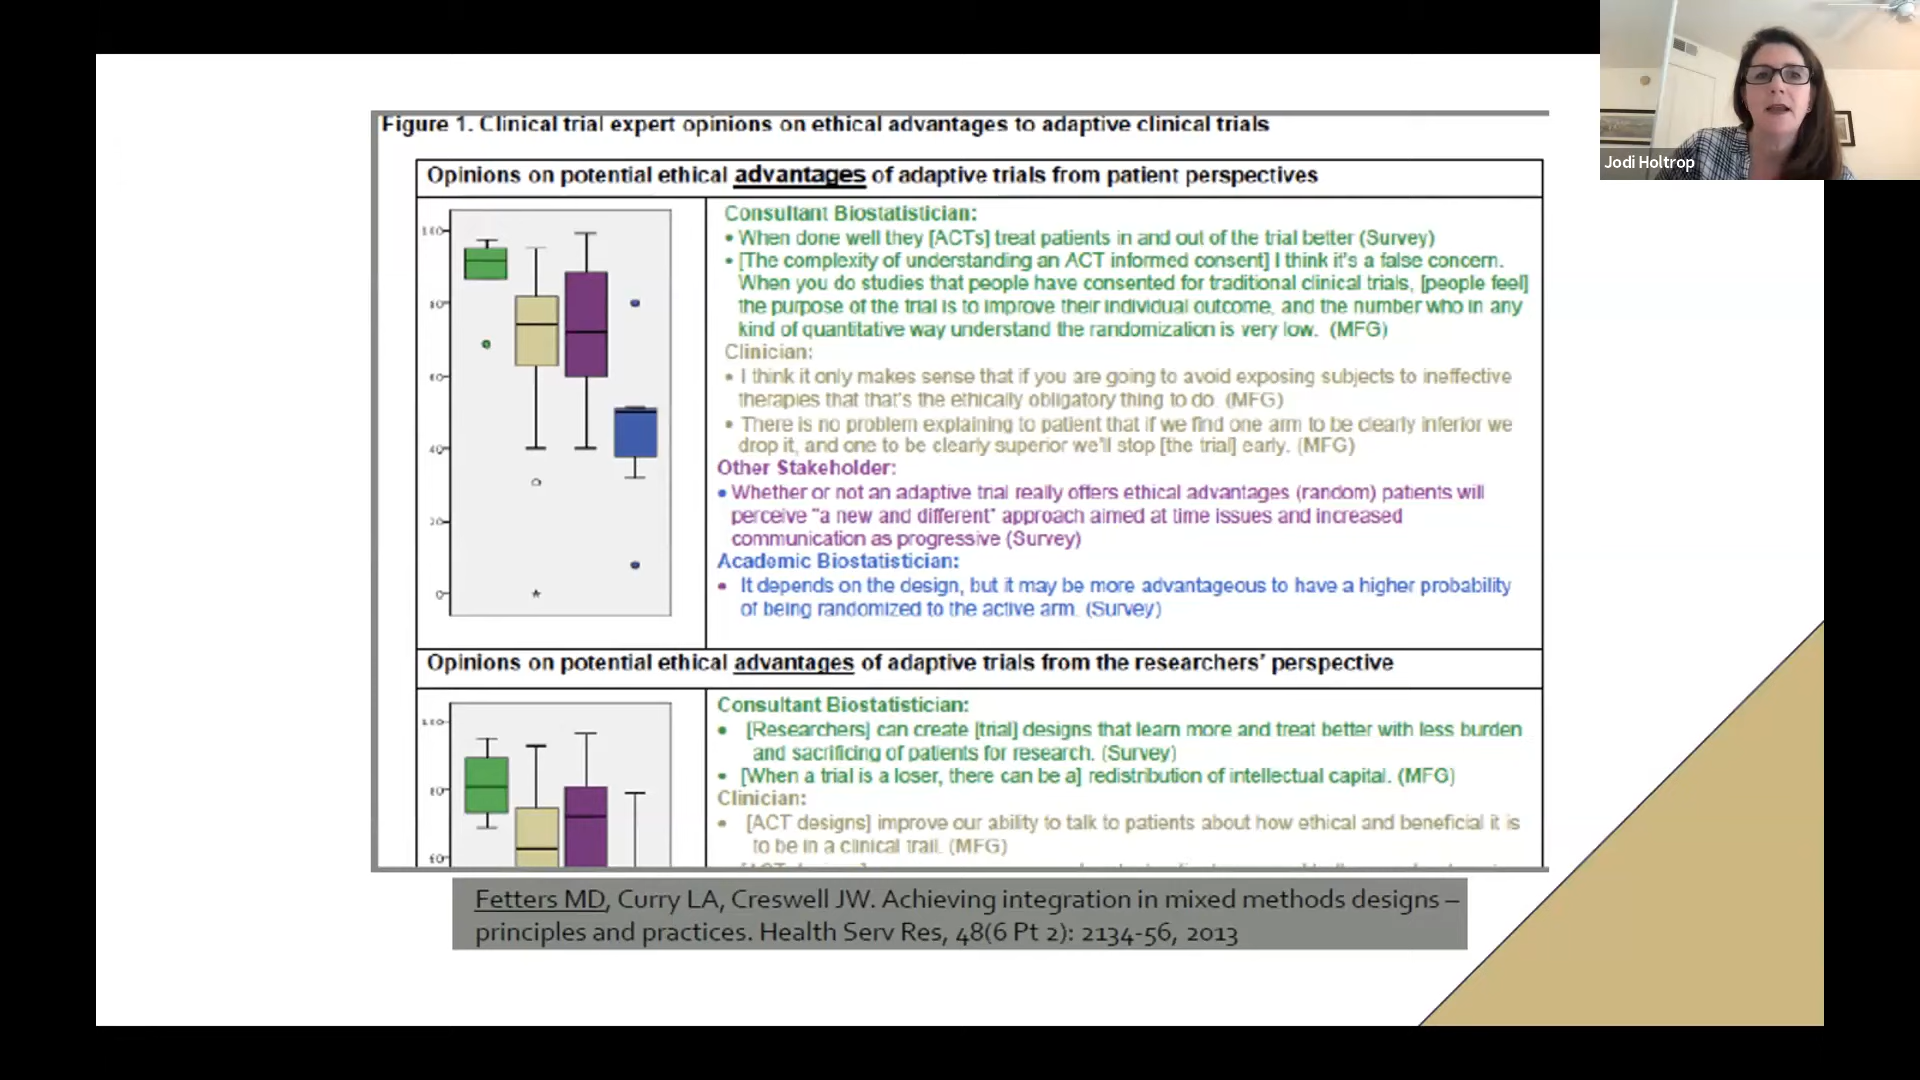 Jodi Holtrop
Figure 1. Clinical trial expert opinions on ethical advantages to adaptive clinical trials
Opinions on potential ethical advantages of adaptive trials from patient perspectives
100
80
60
40
20
0
Consultant Biostatistician:
• When done well they [ACTs] treat patients in and out of the trial better (Survey)
• [The complexity of understanding an ACT informed consent] I think it's a false concern.
When you do studies that people have consented for traditional clinical trials, [people feel]
the purpose of the trial is to improve their individual outcome, and the number who in any
kind of quantitative way understand the randomization is very low. (MFG)
Clinician:
• I think it only makes sense that if you are going to avoid exposing subjects to ineffective
therapies that that's the ethically obligatory thing to do. (MFG)
• There is no problem explaining to patient that if we find one arm to be clearly inferior we
drop it, and one to be clearly superior we'll stop [the trial] early. (MFG)
Other Stakeholder:
• Whether or not an adaptive trial really offers ethical advantages (random) patients will
perceive "a new and different" approach aimed at time issues and increased
communication as progressive (Survey)
Academic Biostatistician:
• It depends on the design, but it may be more advantageous to have a higher probability
of being randomized to the active arm. (Survey)
Opinions on potential ethical advantages of adaptive trials from the researchers' perspective
100
80
60
Consultant Biostatistician:
• [Researchers] can create [trial] designs that learn more and treat better with less burden
and sacrificing of patients for research. (Survey)
• [When a trial is a loser, there can be a] redistribution of intellectual capital. (MFG)
Clinician:
• [ACT designs] improve our ability to talk to patients about how ethical and beneficial it is
to be in a clinical trail. (MFG)
Fetters MD, Curry LA, Creswell JW. Achieving integration in mixed methods designs –
principles and practices. Health Serv Res, 48(6 Pt 2): 2134-56, 2013